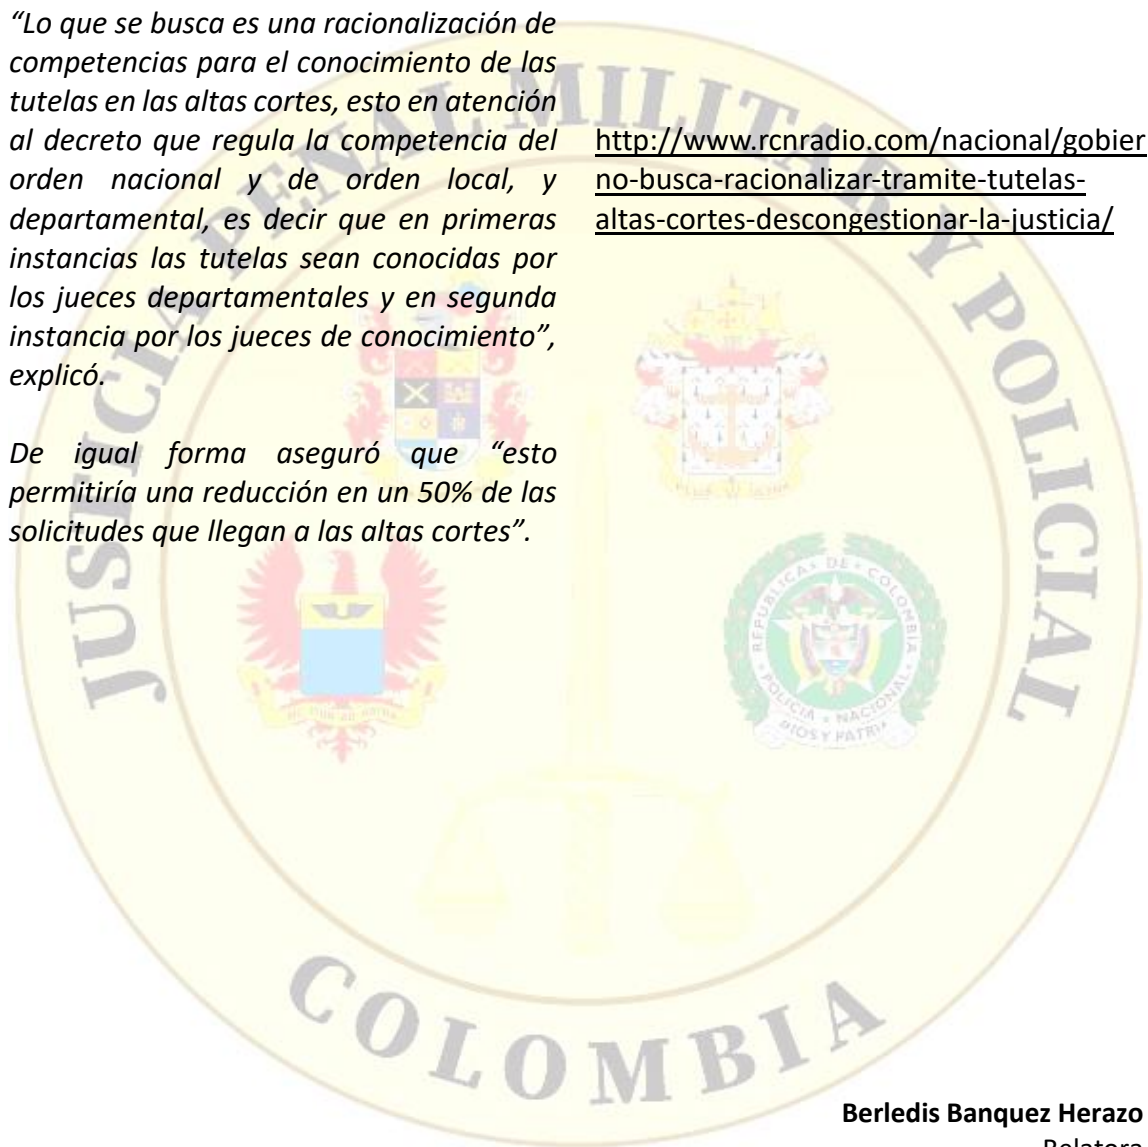 “Lo que se busca es una racionalización de
competencias para el conocimiento de las
tutelas en las altas cortes, esto en atención
al decreto que regula la competencia del
orden nacional y de orden local, y
departamental, es decir que en primeras
instancias las tutelas sean conocidas por
los jueces departamentales y en segunda
instancia por los jueces de conocimiento”,
explicó.
De igual forma aseguró que “esto
permitiría una reducción en un 50% de las
solicitudes que llegan a las altas cortes”.
http://www.rcnradio.com/nacional/gobier
no-busca-racionalizar-tramite-tutelas-
altas-cortes-descongestionar-la-justicia/
JUSTICIA PENAL MILITAR Y POLICIAL
REPUBLICA DE COLOMBIA
POLICIA NACIONAL
DIOS Y PATRIA
COLOMBIA
Berledis Banquez Herazo
Relatora